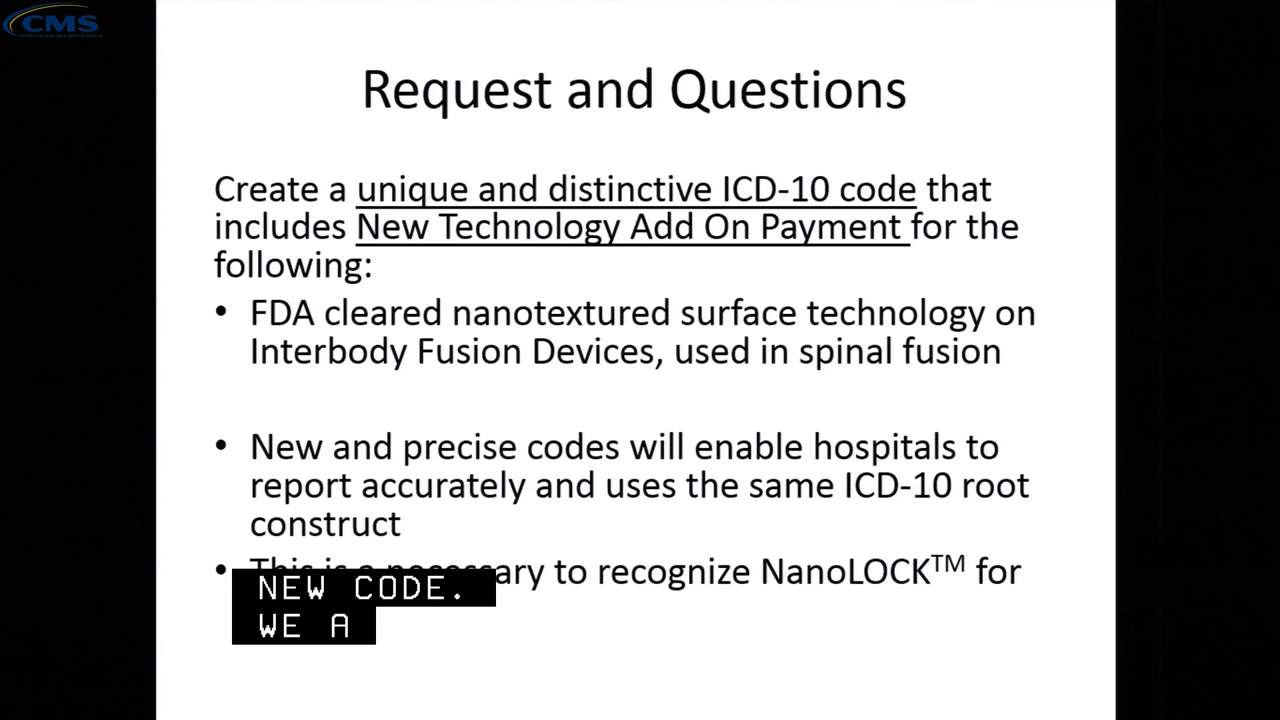 CMS
Request and Questions
Create a unique and distinctive ICD-10 code that
includes New Technology Add On Payment for the
following:
• FDA cleared nanotextured surface technology on
Interbody Fusion Devices, used in spinal fusion
• New and precise codes will enable hospitals to
report accurately and uses the same ICD-10 root
construct
• This is a necessary to recognize NanoLOCK™ for
NEW CODE.
WE A